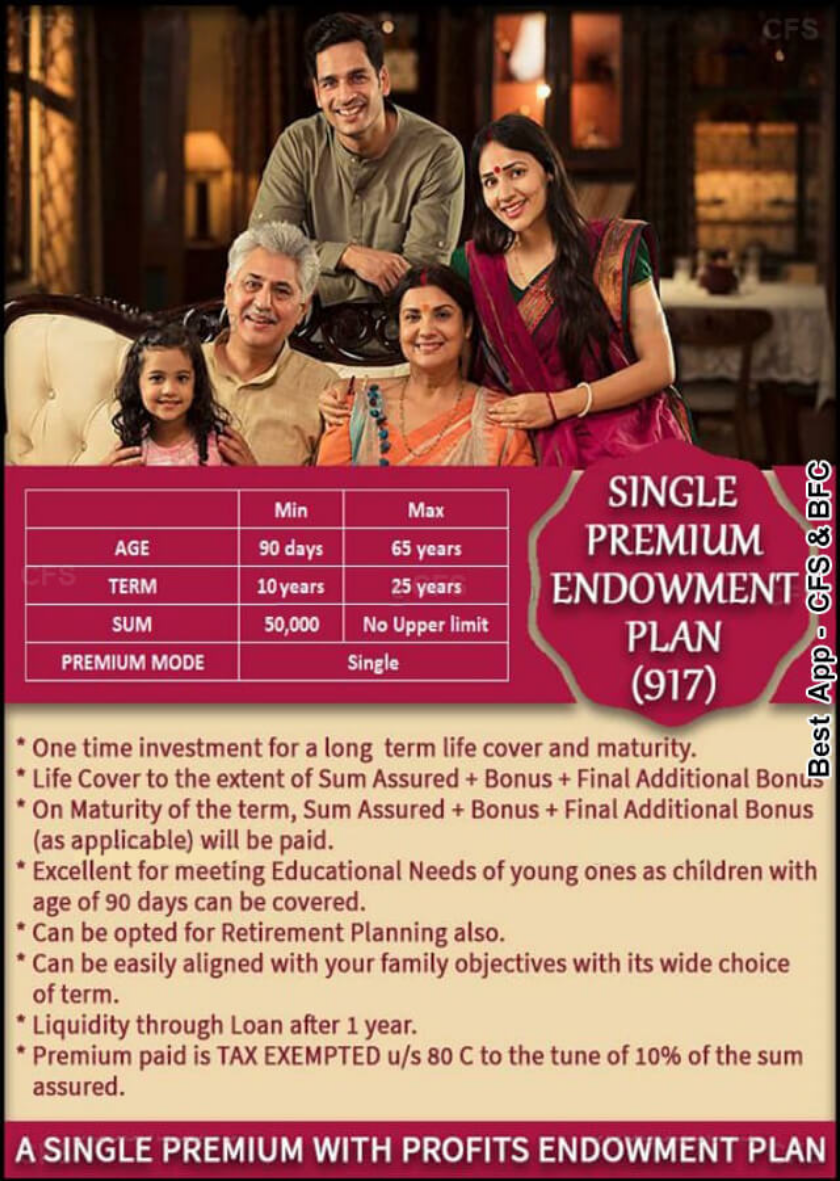 CFS
Min Max
AGE 90 days 65 years
TERM 10 years 25 years
SUM 50,000 No Upper limit
PREMIUM MODE Single
CFS
SINGLE
PREMIUM
ENDOWMENT
PLAN
(917)
Best App - CFS & BFC
* One time investment for a long term life cover and maturity.
* Life Cover to the extent of Sum Assured + Bonus + Final Additional Bonus
* On Maturity of the term, Sum Assured + Bonus + Final Additional Bonus
(as applicable) will be paid.
* Excellent for meeting Educational Needs of young ones as children with
age of 90 days can be covered.
* Can be opted for Retirement Planning also.
* Can be easily aligned with your family objectives with its wide choice
of term.
* Liquidity through Loan after 1 year.
* Premium paid is TAX EXEMPTED u/s 80 C to the tune of 10% of the sum
assured.
A SINGLE PREMIUM WITH PROFITS ENDOWMENT PLAN